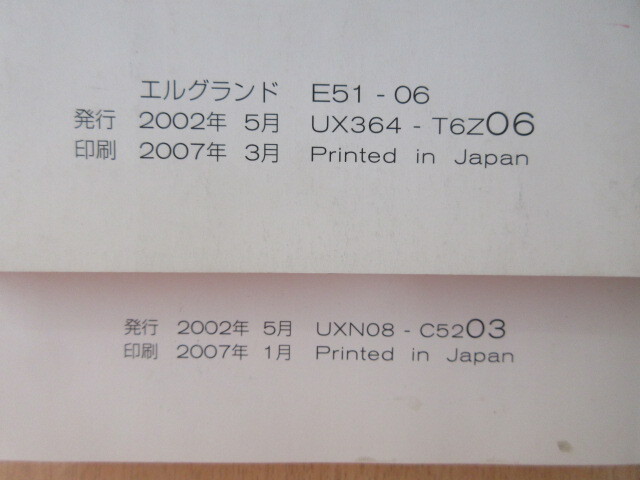 エルグランド E51 - 06
発行 2002年 5月 UX364 - T6Z06
印刷 2007年 3月 Printed in Japan
発行 2002年 5月 UXN08 - C5203
印刷 2007年 1月 Printed in Japan